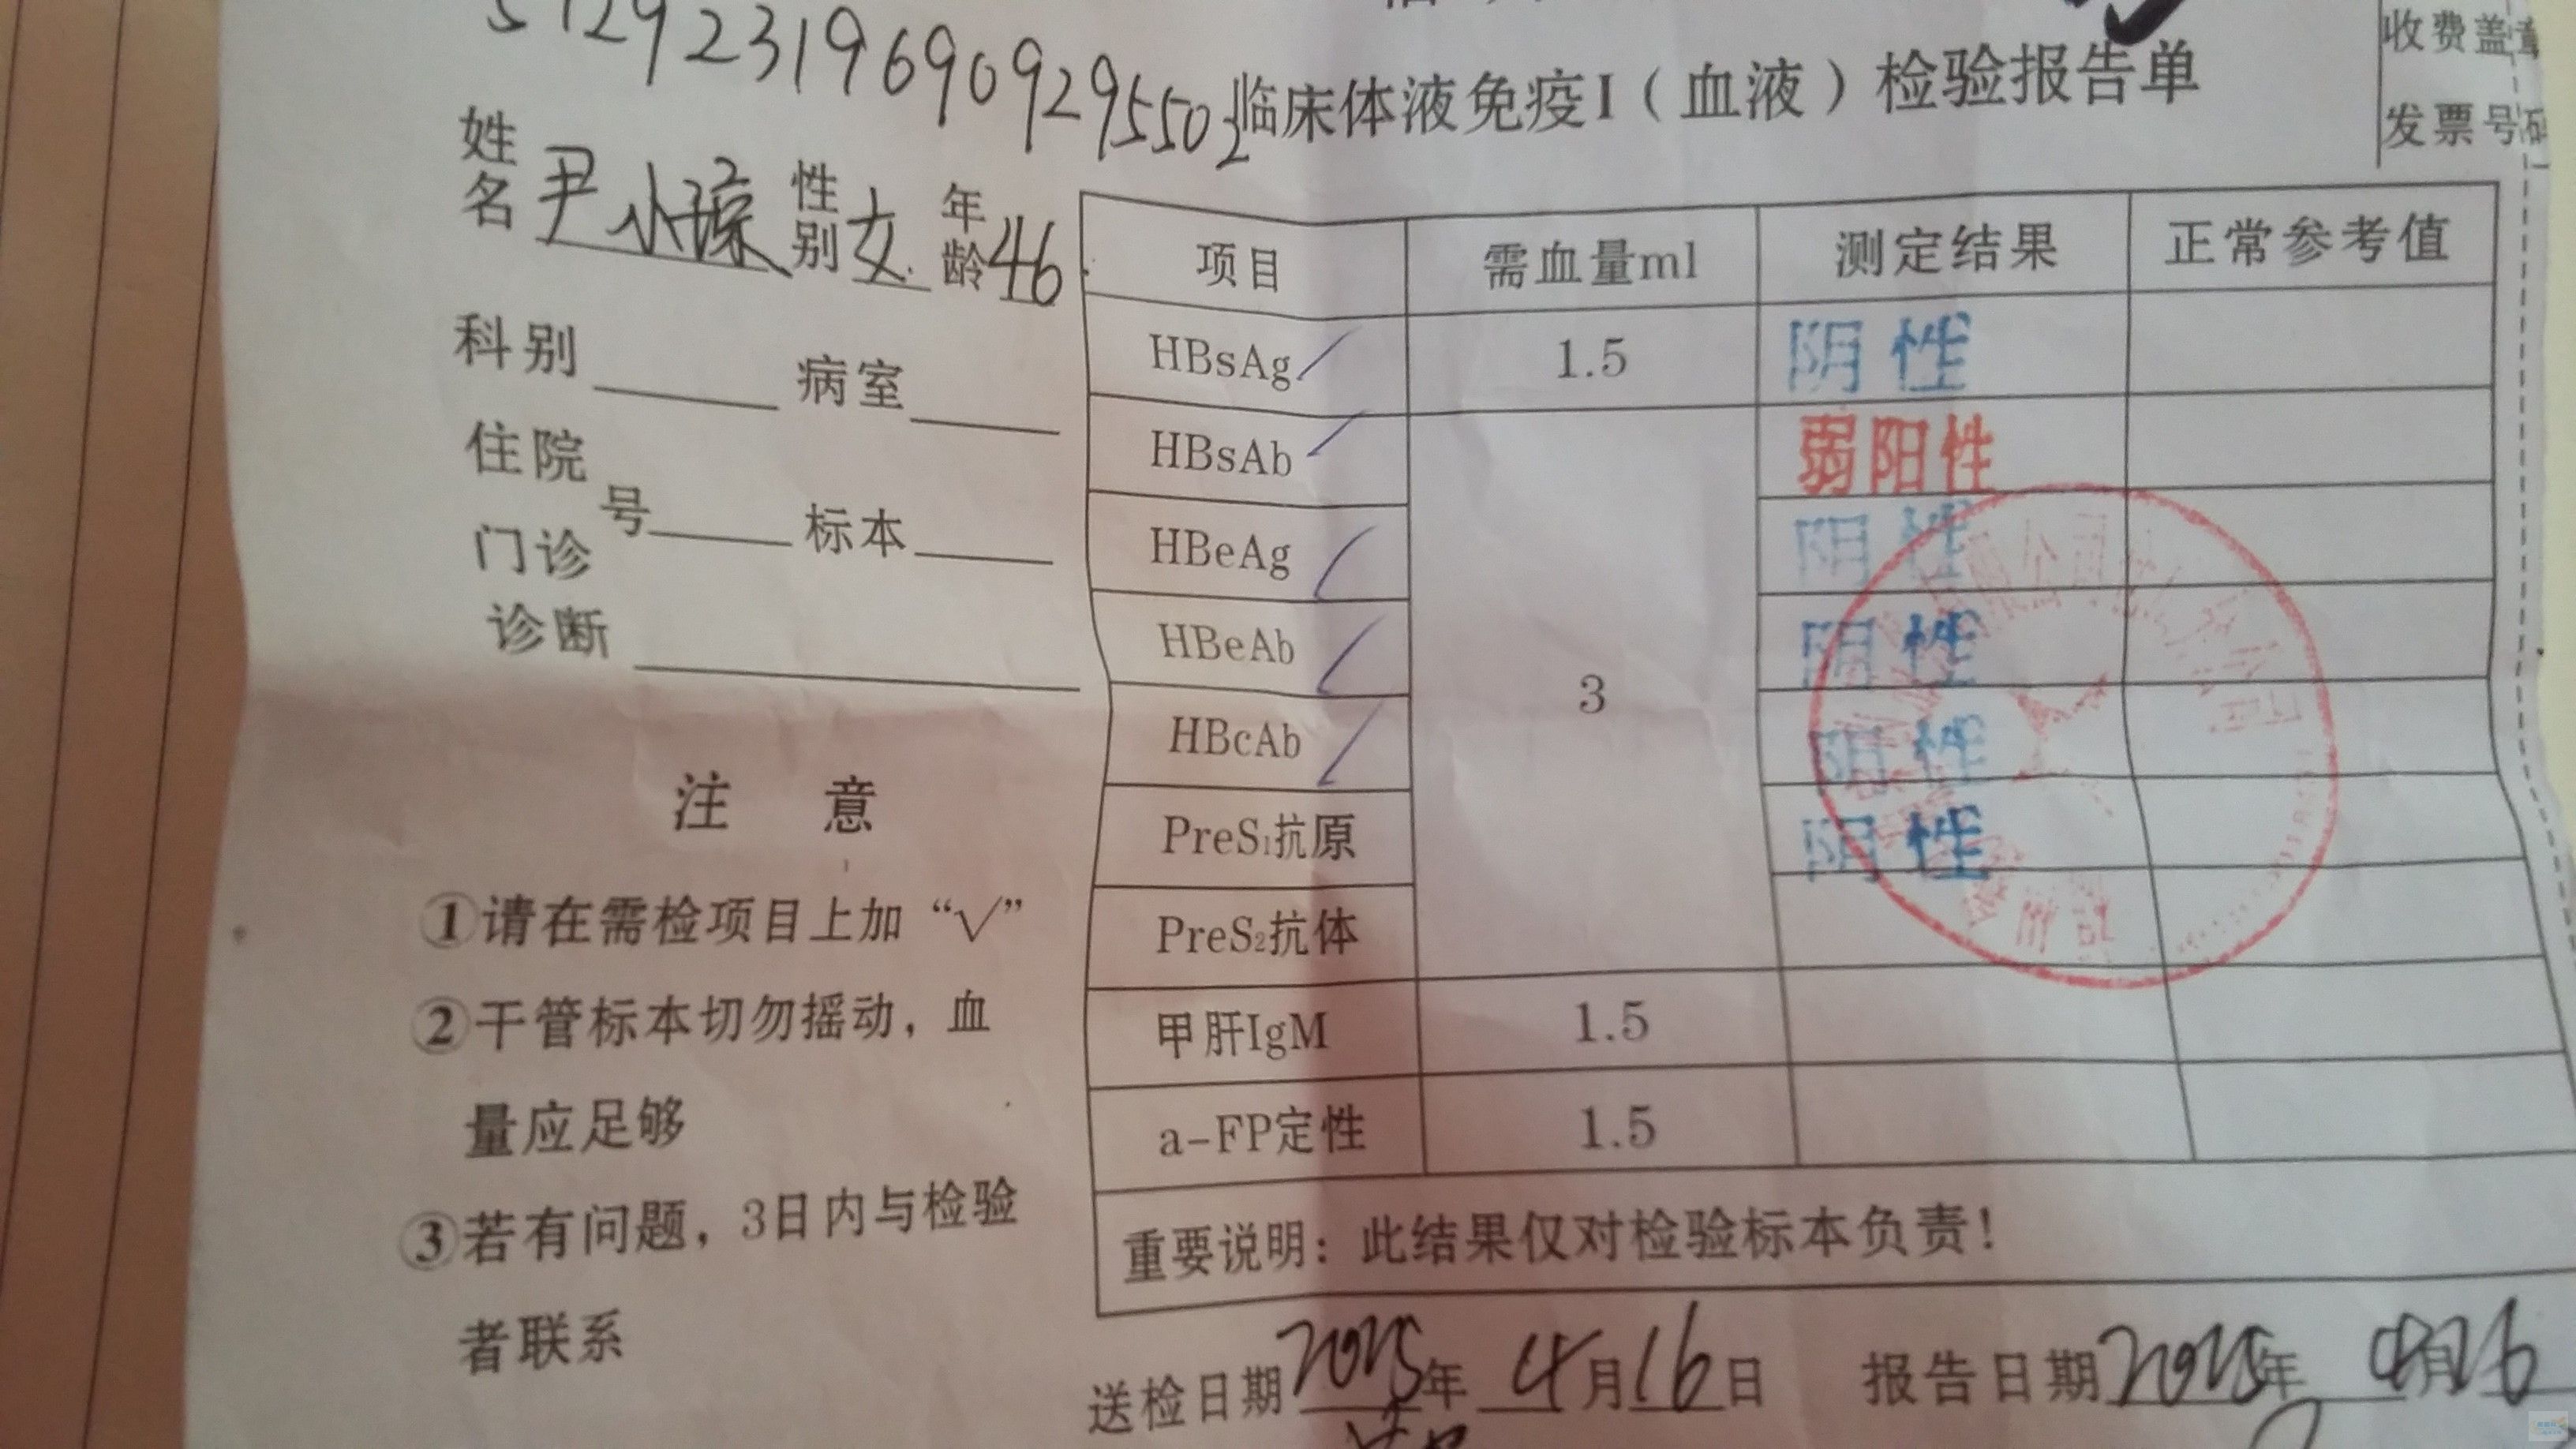 512923196909295502
临床体液免疫I（血液）检验报告单
收费盖章
发票号码
姓名 尹小琼 性别 女 年龄 46
科别 病室
住院
门诊 号 标本
诊断
注 意
①请在需检项目上加“√”
②干管标本切勿摇动，血
量应足够
③若有问题，3日内与检验
者联系
项目 需血量ml 测定结果 正常参考值
HBsAg 1.5 阴性
HBsAb 弱阳性
HBeAg 阴性
HBeAb 阴性
3
HBcAb 阴性
PreS₁抗原 阴性
PreS₂抗体
甲肝IgM 1.5
a-FP定性 1.5
重要说明：此结果仅对检验标本负责！
送检日期 2015年 4月16日 报告日期 2015年 4月16